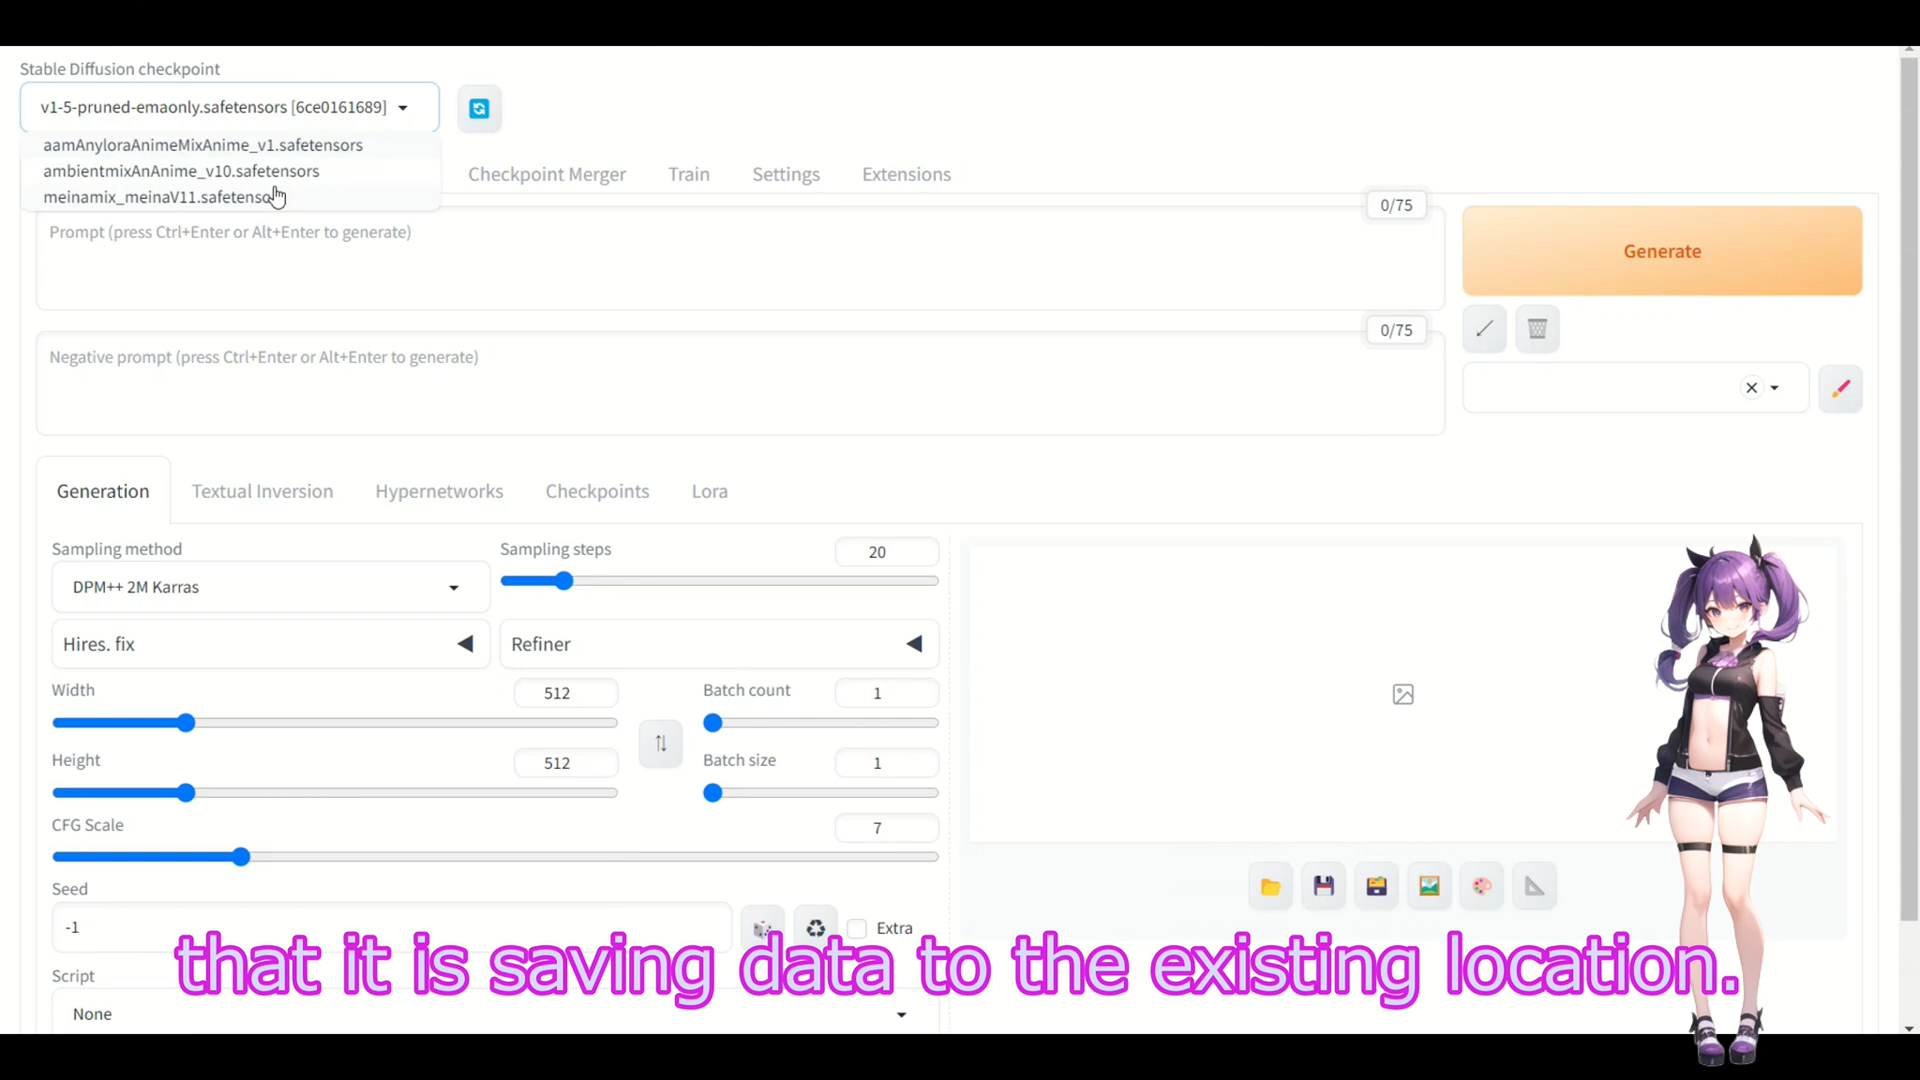 Stable Diffusion checkpoint
v1-5-pruned-emaonly.safetensors [6ce0161689]
aamAnyloraAnimeMixAnime_v1.safetensors
ambientmixAnAnime_v10.safetensors
meinamix_meinaV11.safetenso
Checkpoint Merger
Train
Settings
Extensions
0/75
Prompt (press Ctrl+Enter or Alt+Enter to generate)
Generate
0/75
Negative prompt (press Ctrl+Enter or Alt+Enter to generate)
Generation
Textual Inversion
Hypernetworks
Checkpoints
Lora
Sampling method
DPM++ 2M Karras
Sampling steps
20
Hires. fix
Refiner
Width
512
Batch count
1
Height
512
Batch size
1
CFG Scale
7
Seed
-1
Extra
that it is saving data to the existing location.
Script
None